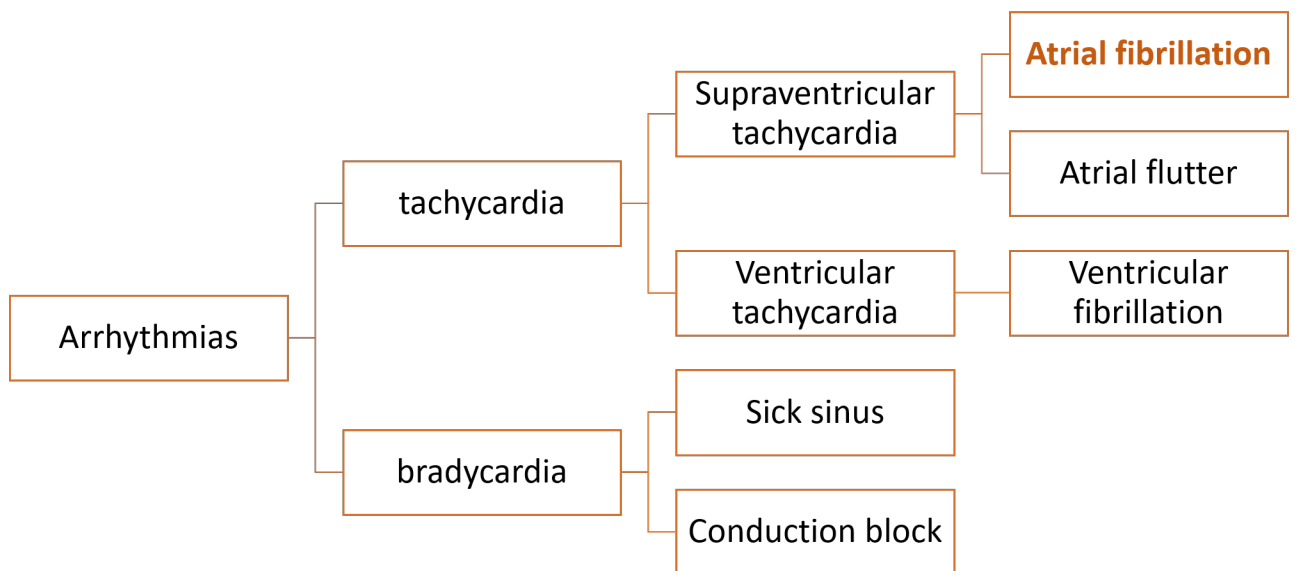 Atrial fibrillation
Supraventricular
tachycardia
Atrial flutter
tachycardia
Ventricular
tachycardia
Ventricular
fibrillation
Arrhythmias
Sick sinus
bradycardia
Conduction block